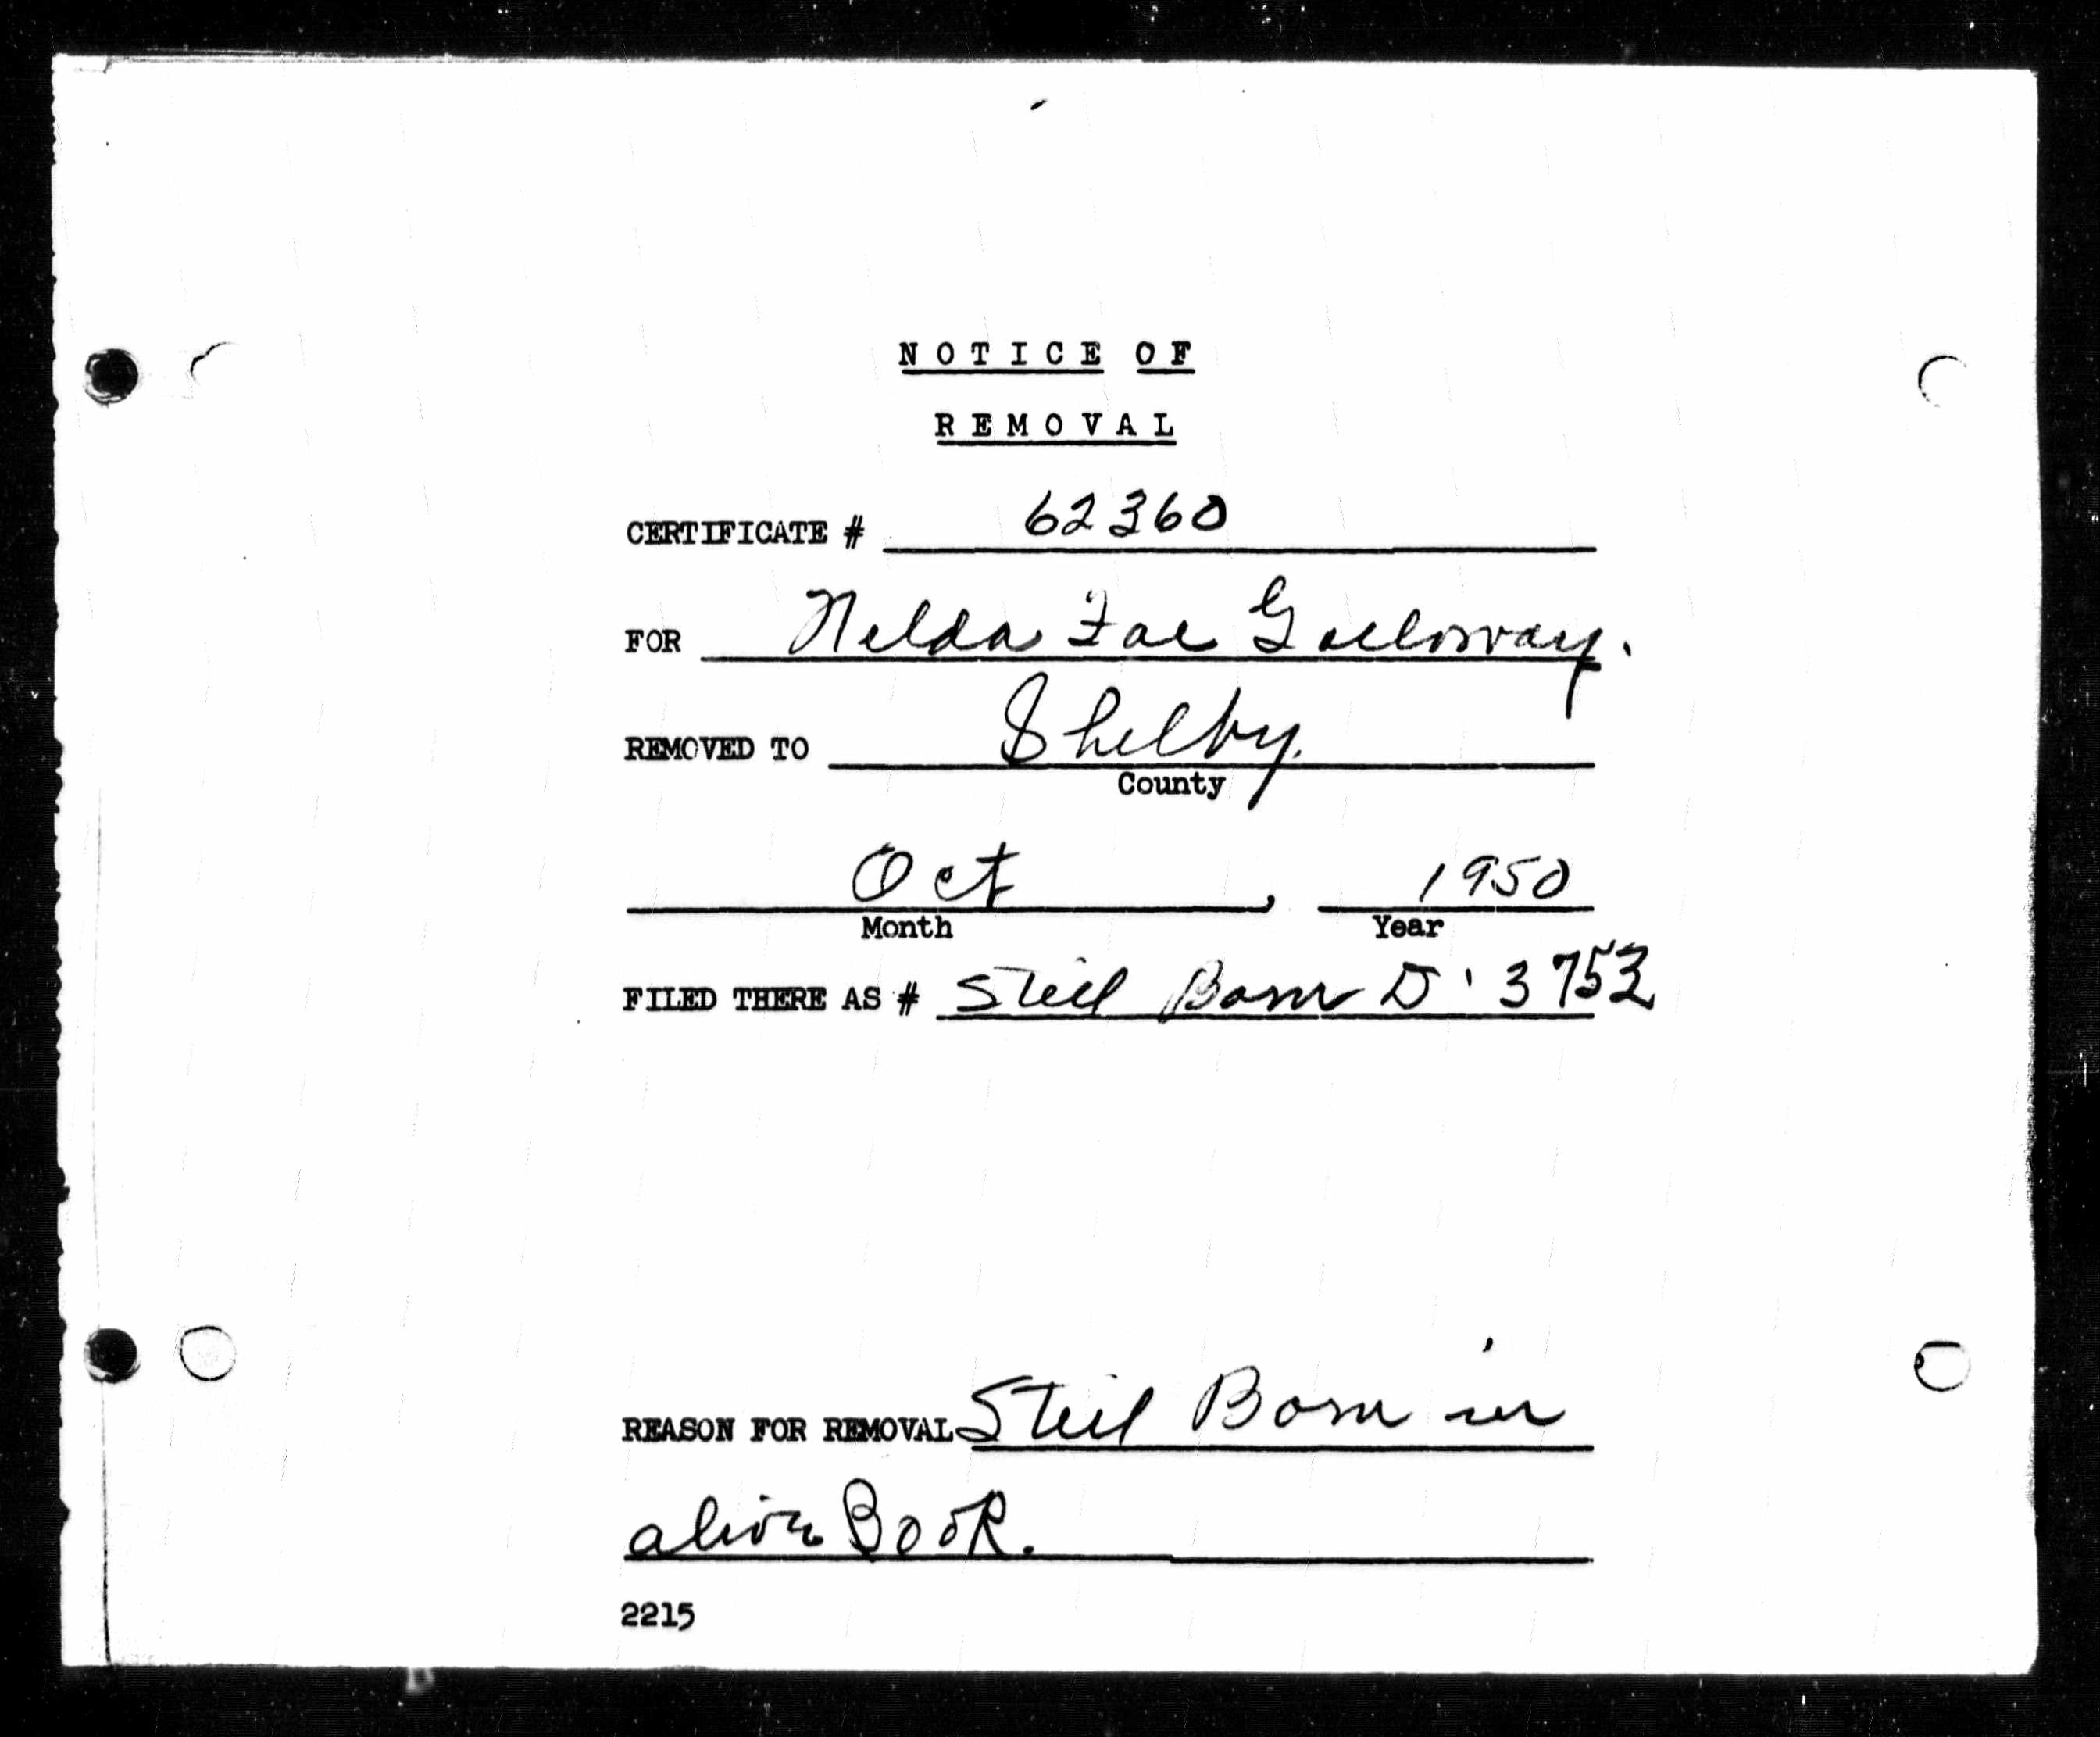 NOTICE OF
REMOVAL
CERTIFICATE # 62360
FOR Nelda Fae Galloway.
REMOVED TO Shelby.
County
Oct, 1950
Month Year
FILED THERE AS # Still Born D' 3752
REASON FOR REMOVAL Still Born in
alive Book.
2215